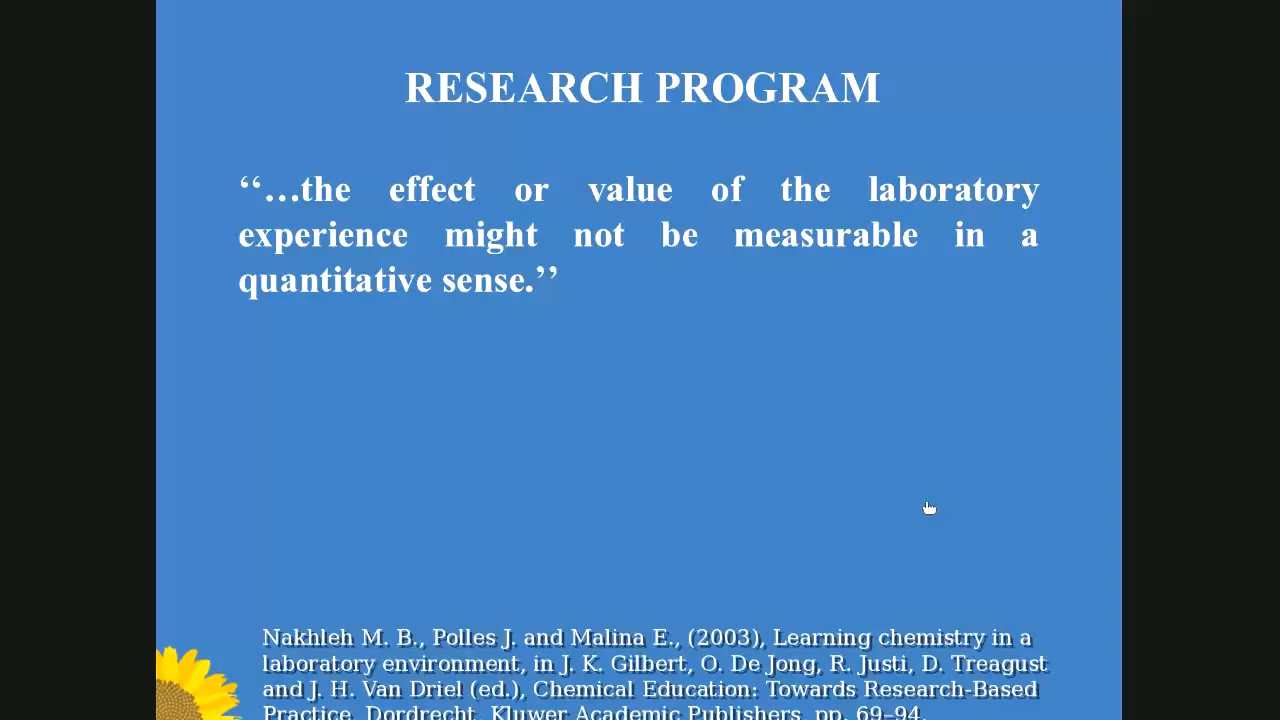 RESEARCH PROGRAM
‘‘…the effect or value of the laboratory
experience might not be measurable in a
quantitative sense.’’
Nakhleh M. B., Polles J. and Malina E., (2003), Learning chemistry in a
laboratory environment, in J. K. Gilbert, O. De Jong, R. Justi, D. Treagust
and J. H. Van Driel (ed.), Chemical Education: Towards Research-Based
Practice, Dordrecht, Kluwer Academic Publishers, pp. 69–94.